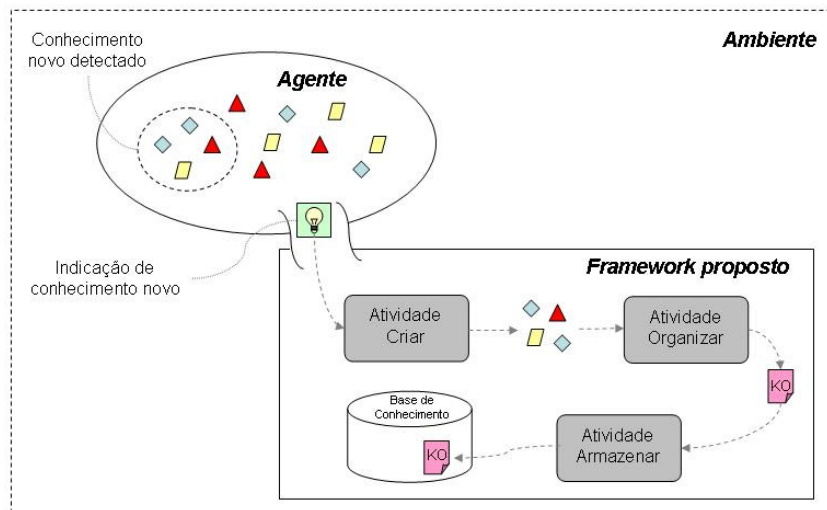 Conhecimento
novo detectado
Ambiente
Agente
Indicação de
conhecimento novo
Framework proposto
Atividade
Criar
Atividade
Organizar
KO
Base de
Conhecimento
KO
Atividade
Armazenar